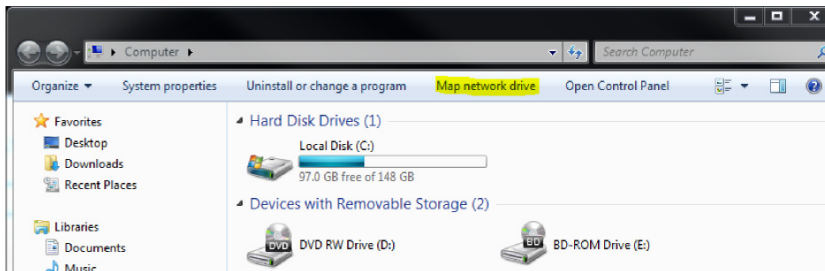 Computer
Search Computer
Organize System properties Uninstall or change a program Map network drive Open Control Panel
Favorites
Desktop
Downloads
Recent Places
Libraries
Documents
Music
Hard Disk Drives (1)
Local Disk (C:)
97.0 GB free of 148 GB
Devices with Removable Storage (2)
DVD
DVD RW Drive (D:)
BD
BD-ROM Drive (E:)